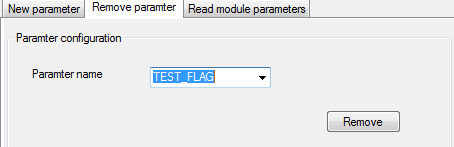 New parameter Remove paramter Read module parameters
Paramter configuration
Paramter name TEST_FLAG
Remove